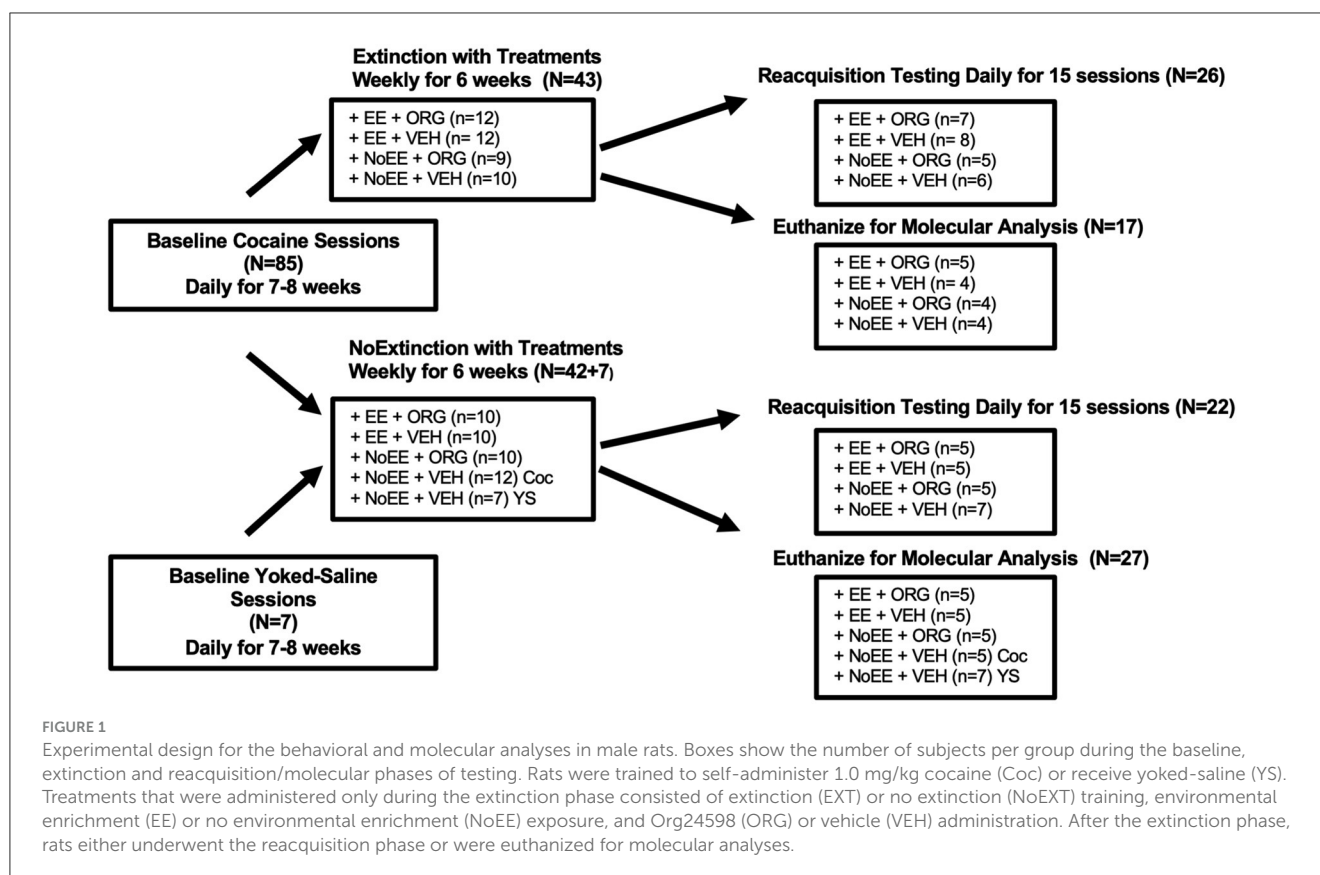 Extinction with Treatments
Weekly for 6 weeks (N=43)
+ EE + ORG (n=12)
+ EE + VEH (n= 12)
+ NoEE + ORG (n=9)
+ NoEE + VEH (n=10)
Reacquisition Testing Daily for 15 sessions (N=26)
+ EE + ORG (n=7)
+ EE + VEH (n= 8)
+ NoEE + ORG (n=5)
+ NoEE + VEH (n=6)
Baseline Cocaine Sessions
(N=85)
Daily for 7-8 weeks
Euthanize for Molecular Analysis (N=17)
+ EE + ORG (n=5)
+ EE + VEH (n= 4)
+ NoEE + ORG (n=4)
+ NoEE + VEH (n=4)
NoExtinction with Treatments
Weekly for 6 weeks (N=42+7)
+ EE + ORG (n=10)
+ EE + VEH (n=10)
+ NoEE + ORG (n=10)
+ NoEE + VEH (n=12) Coc
+ NoEE + VEH (n=7) YS
Reacquisition Testing Daily for 15 sessions (N=22)
+ EE + ORG (n=5)
+ EE + VEH (n=5)
+ NoEE + ORG (n=5)
+ NoEE + VEH (n=7)
Baseline Yoked-Saline
Sessions
(N=7)
Daily for 7-8 weeks
Euthanize for Molecular Analysis (N=27)
+ EE + ORG (n=5)
+ EE + VEH (n=5)
+ NoEE + ORG (n=5)
+ NoEE + VEH (n=5) Coc
+ NoEE + VEH (n=7) YS
FIGURE 1
Experimental design for the behavioral and molecular analyses in male rats. Boxes show the number of subjects per group during the baseline,
extinction and reacquisition/molecular phases of testing. Rats were trained to self-administer 1.0 mg/kg cocaine (Coc) or receive yoked-saline (YS).
Treatments that were administered only during the extinction phase consisted of extinction (EXT) or no extinction (NoEXT) training, environmental
enrichment (EE) or no environmental enrichment (NoEE) exposure, and Org24598 (ORG) or vehicle (VEH) administration. After the extinction phase,
rats either underwent the reacquisition phase or were euthanized for molecular analyses.